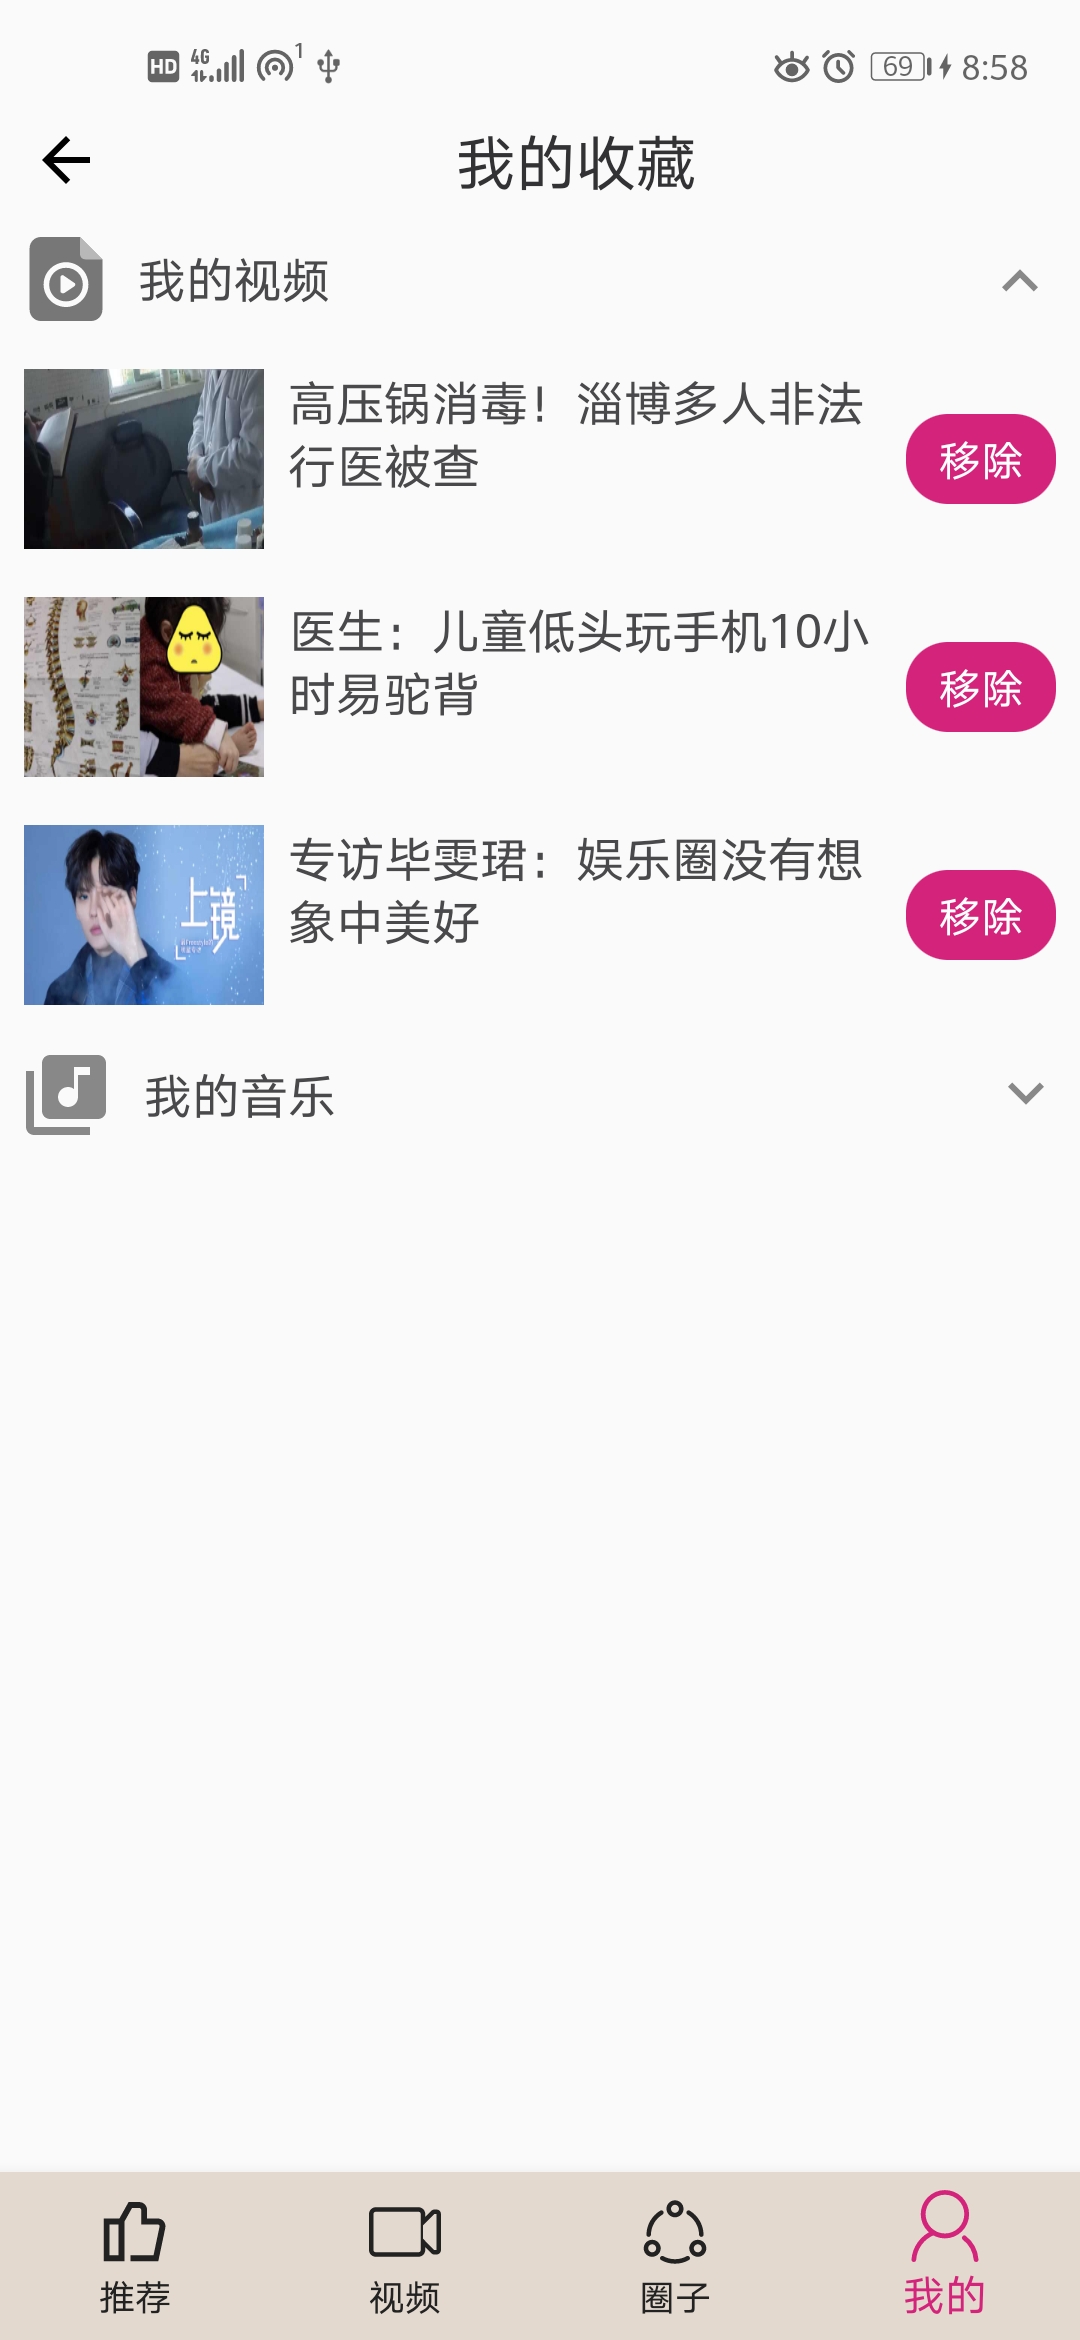 HD 4G 1 69 8:58
我的收藏
我的视频
高压锅消毒！淄博多人非法
行医被查
移除
医生：儿童低头玩手机10小
时易驼背
移除
上镜
专访毕雯珺：娱乐圈没有想
象中美好
移除
我的音乐
推荐 视频 圈子 我的